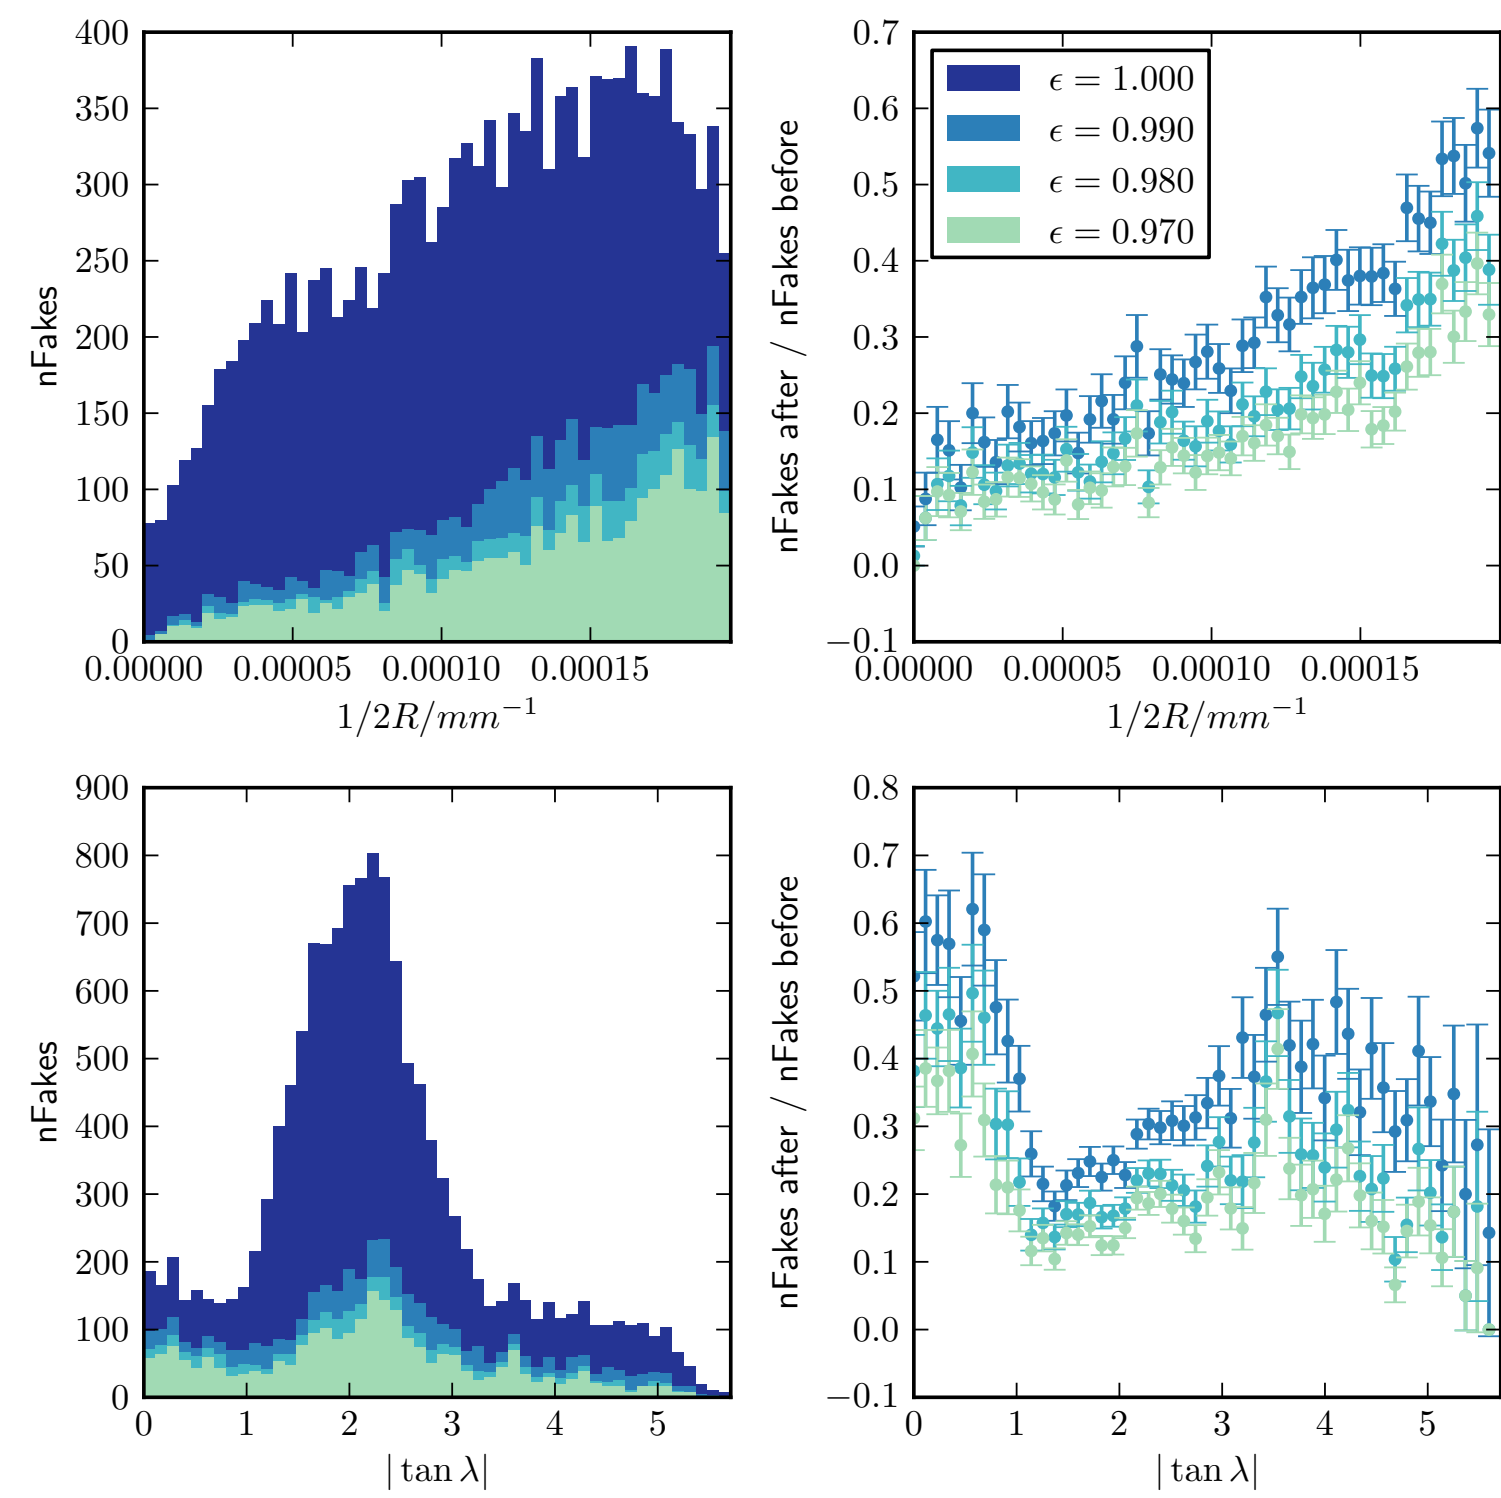 400
350
300
250
200
150
100
50
0
nFakes
0.00000 0.00005 0.00010 0.00015
1/2R/mm⁻¹
0.7
0.6
0.5
0.4
0.3
0.2
0.1
0.0
−0.1
nFakes after / nFakes before
ϵ = 1.000
ϵ = 0.990
ϵ = 0.980
ϵ = 0.970
0.00000 0.00005 0.00010 0.00015
1/2R/mm⁻¹
900
800
700
600
500
400
300
200
100
0
nFakes
0 1 2 3 4 5
| tan λ|
0.8
0.7
0.6
0.5
0.4
0.3
0.2
0.1
0.0
−0.1
nFakes after / nFakes before
0 1 2 3 4 5
| tan λ|